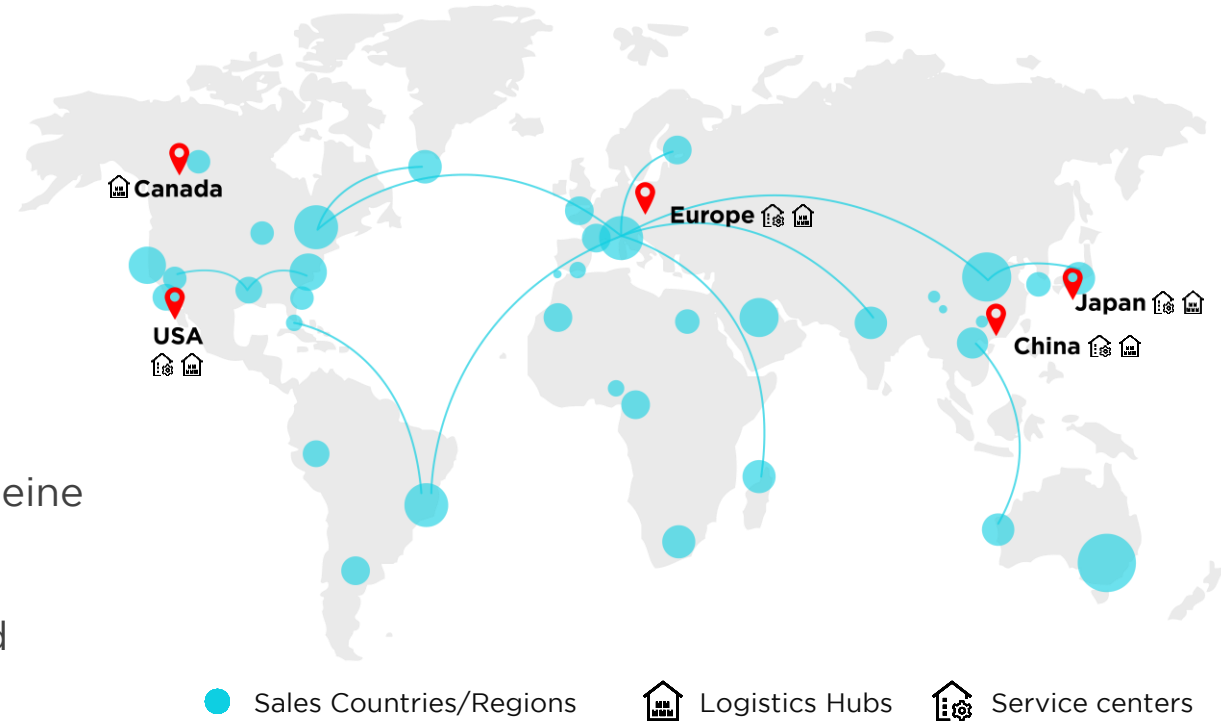 Canada
Europe
Japan
USA
China
eine
d
Sales Countries/Regions
Logistics Hubs
Service centers